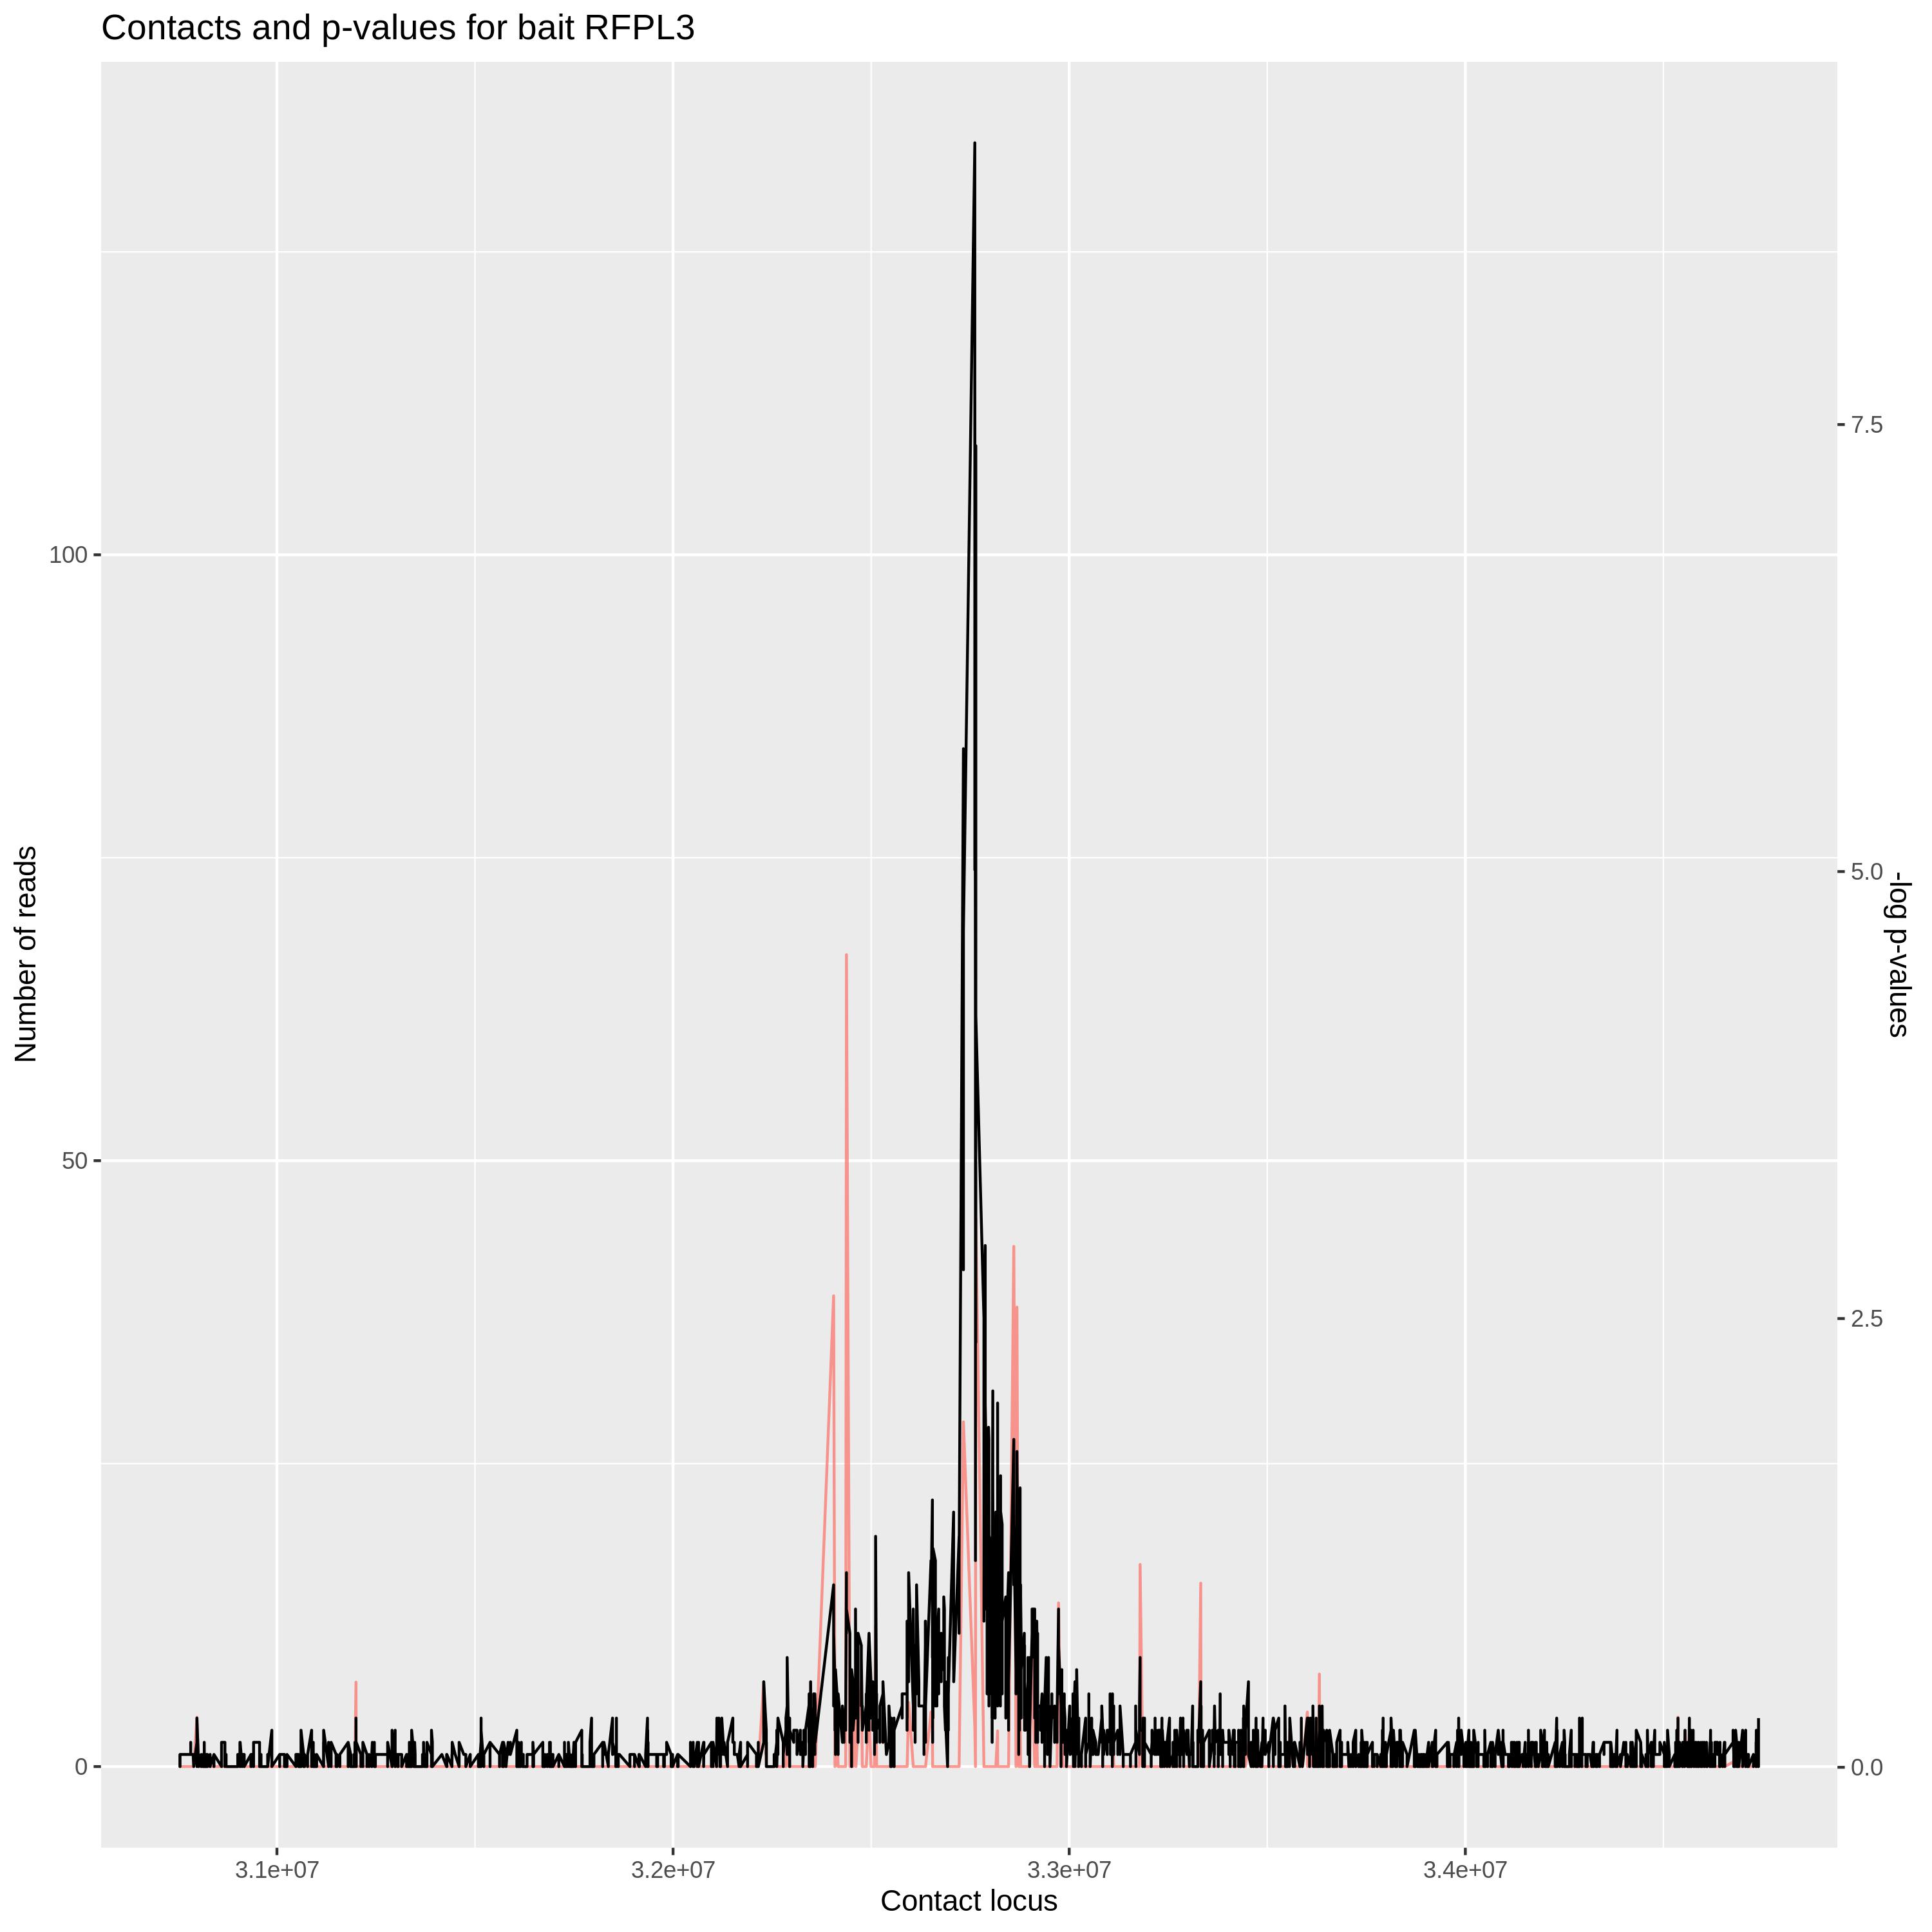 Contacts and p-values for bait RFPL3
Number of reads
100
50
0
7.5
5.0
2.5
0.0
-log p-values
3.1e+07
3.2e+07
3.3e+07
3.4e+07
Contact locus